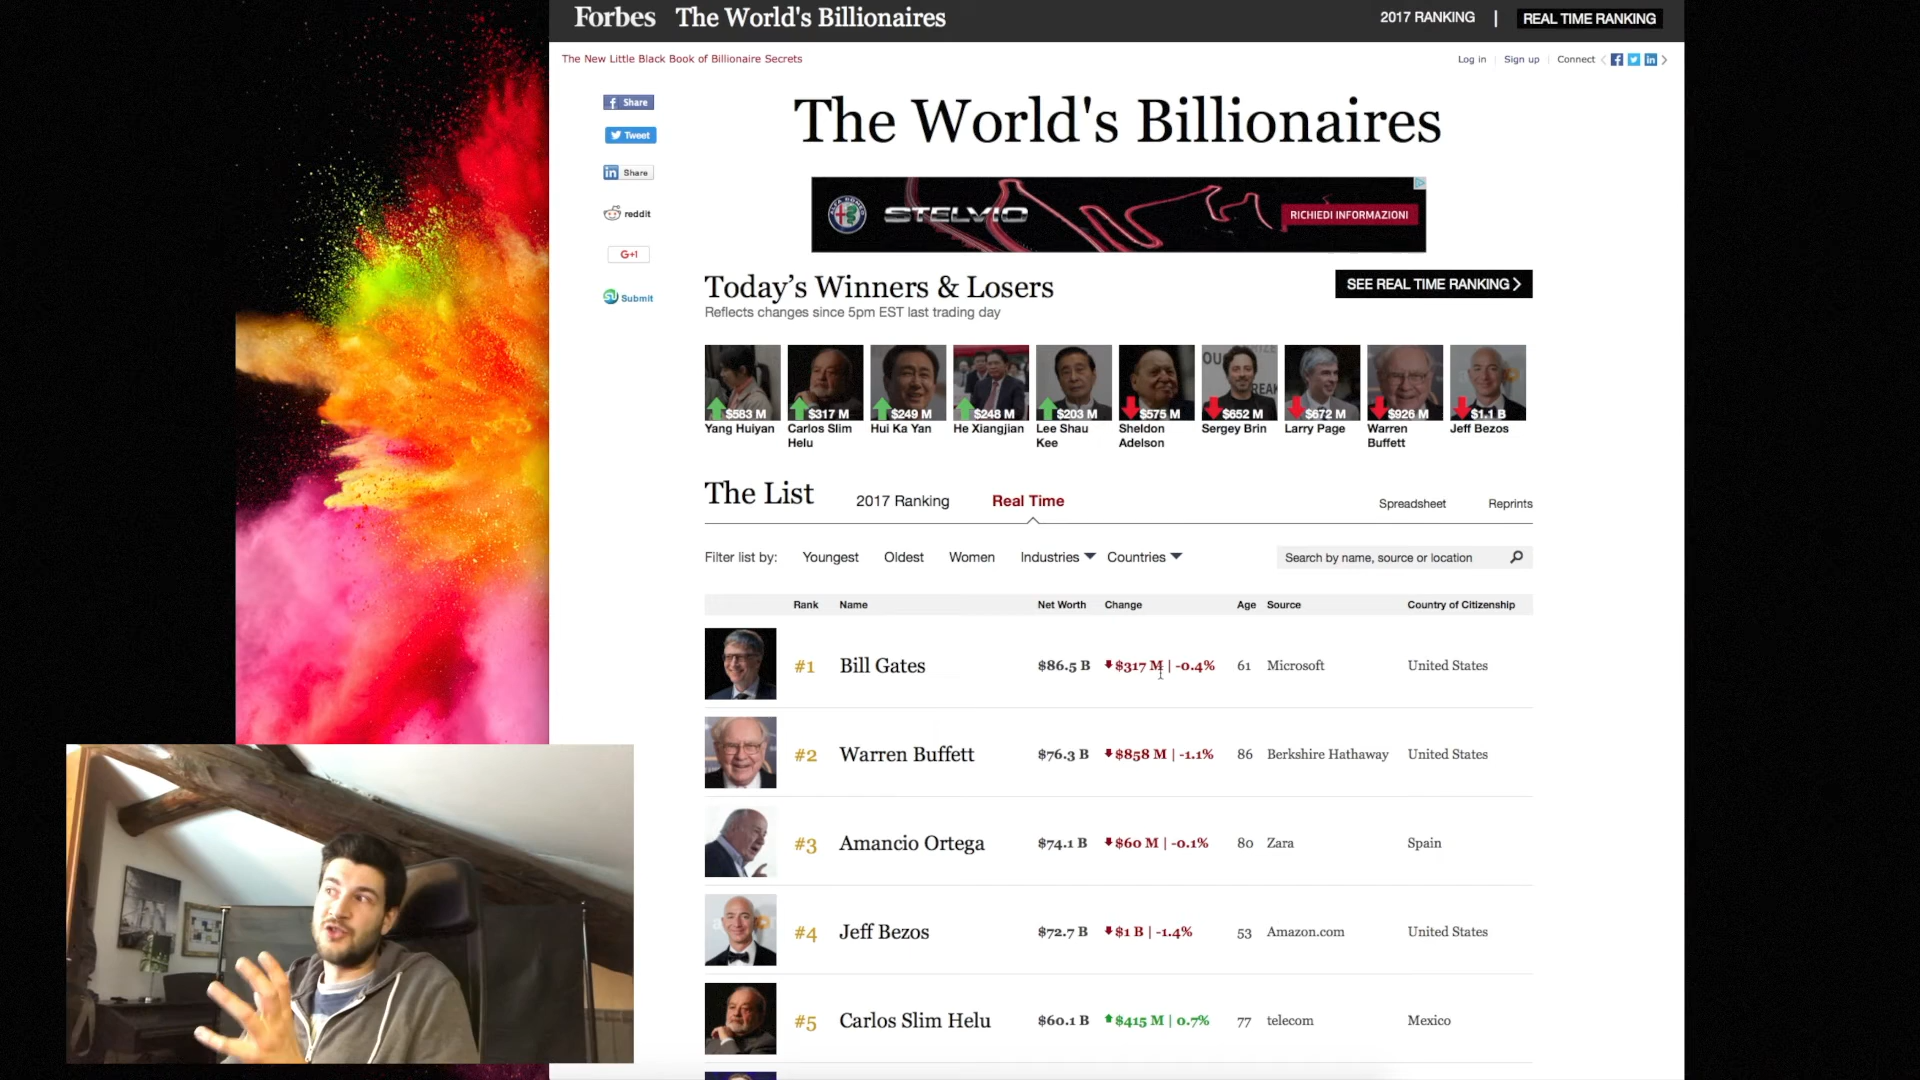 Forbes The World's Billionaires 2017 RANKING | REAL TIME RANKING
The New Little Black Book of Billionaire Secrets Log in Sign up Connect
Share
Tweet
Share
reddit
G+1
Submit
The World's Billionaires
ALFA ROMEO STELVIO RICHIEDI INFORMAZIONI
Today’s Winners & Losers SEE REAL TIME RANKING
Reflects changes since 5pm EST last trading day
$583 M $317 M $249 M $248 M $203 M $575 M $652 M $672 M $926 M $1.1 B
Yang Huiyan Carlos Slim Helu Hui Ka Yan He Xiangjian Lee Shau Kee Sheldon Adelson Sergey Brin Larry Page Warren Buffett Jeff Bezos
The List 2017 Ranking Real Time Spreadsheet Reprints
Filter list by: Youngest Oldest Women Industries Countries Search by name, source or location
Rank Name Net Worth Change Age Source Country of Citizenship
#1 Bill Gates $86.5 B $317 M | -0.4% 61 Microsoft United States
#2 Warren Buffett $76.3 B $858 M | -1.1% 86 Berkshire Hathaway United States
#3 Amancio Ortega $74.1 B $60 M | -0.1% 80 Zara Spain
#4 Jeff Bezos $72.7 B $1 B | -1.4% 53 Amazon.com United States
#5 Carlos Slim Helu $60.1 B $415 M | 0.7% 77 telecom Mexico